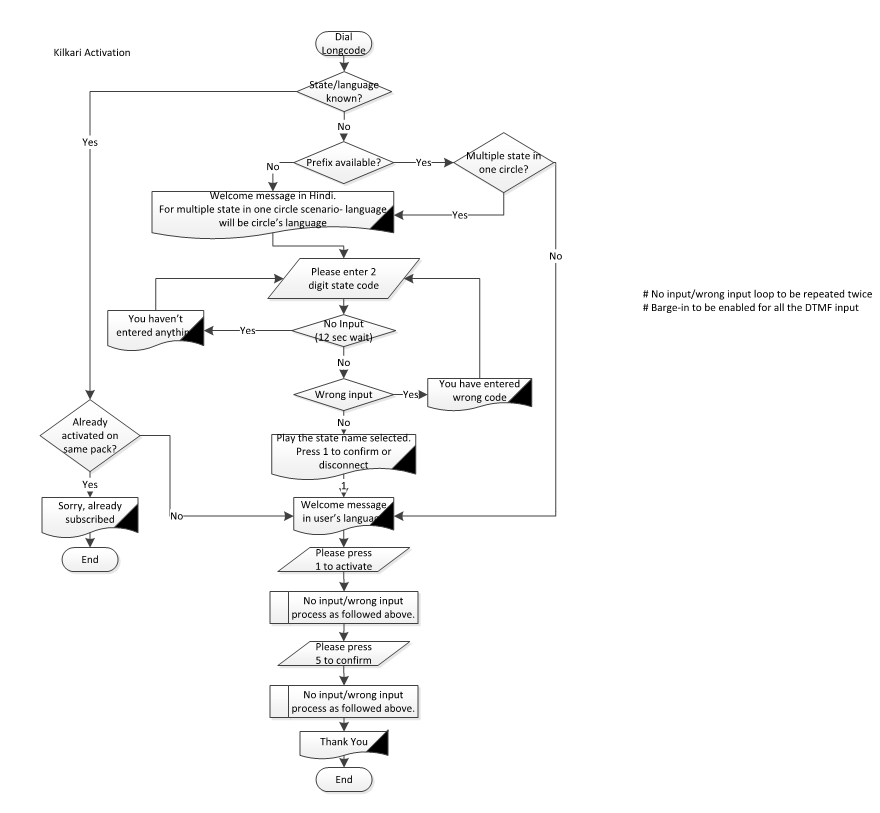 Dial
Longcode
Kilkari Activation
State/language
known?
Yes
No
Prefix available?
Yes
Multiple state in
one circle?
No
Welcome message in Hindi.
For multiple state in one circle scenario- language
will be circle's language
Yes
No
Please enter 2
digit state code
# No input/wrong input loop to be repeated twice
# Barge-in to be enabled for all the DTMF input
You haven't
entered anything
Yes
No Input
(12 sec wait)
No
Wrong input
Yes
You have entered
wrong code
No
Already
activated on
same pack?
Play the state name selected.
Press 1 to confirm or
disconnect
Yes
1
Sorry, already
subscribed
No
Welcome message
in user's language
End
Please press
1 to activate
No input/wrong input
process as followed above.
Please press
5 to confirm
No input/wrong input
process as followed above.
Thank You
End